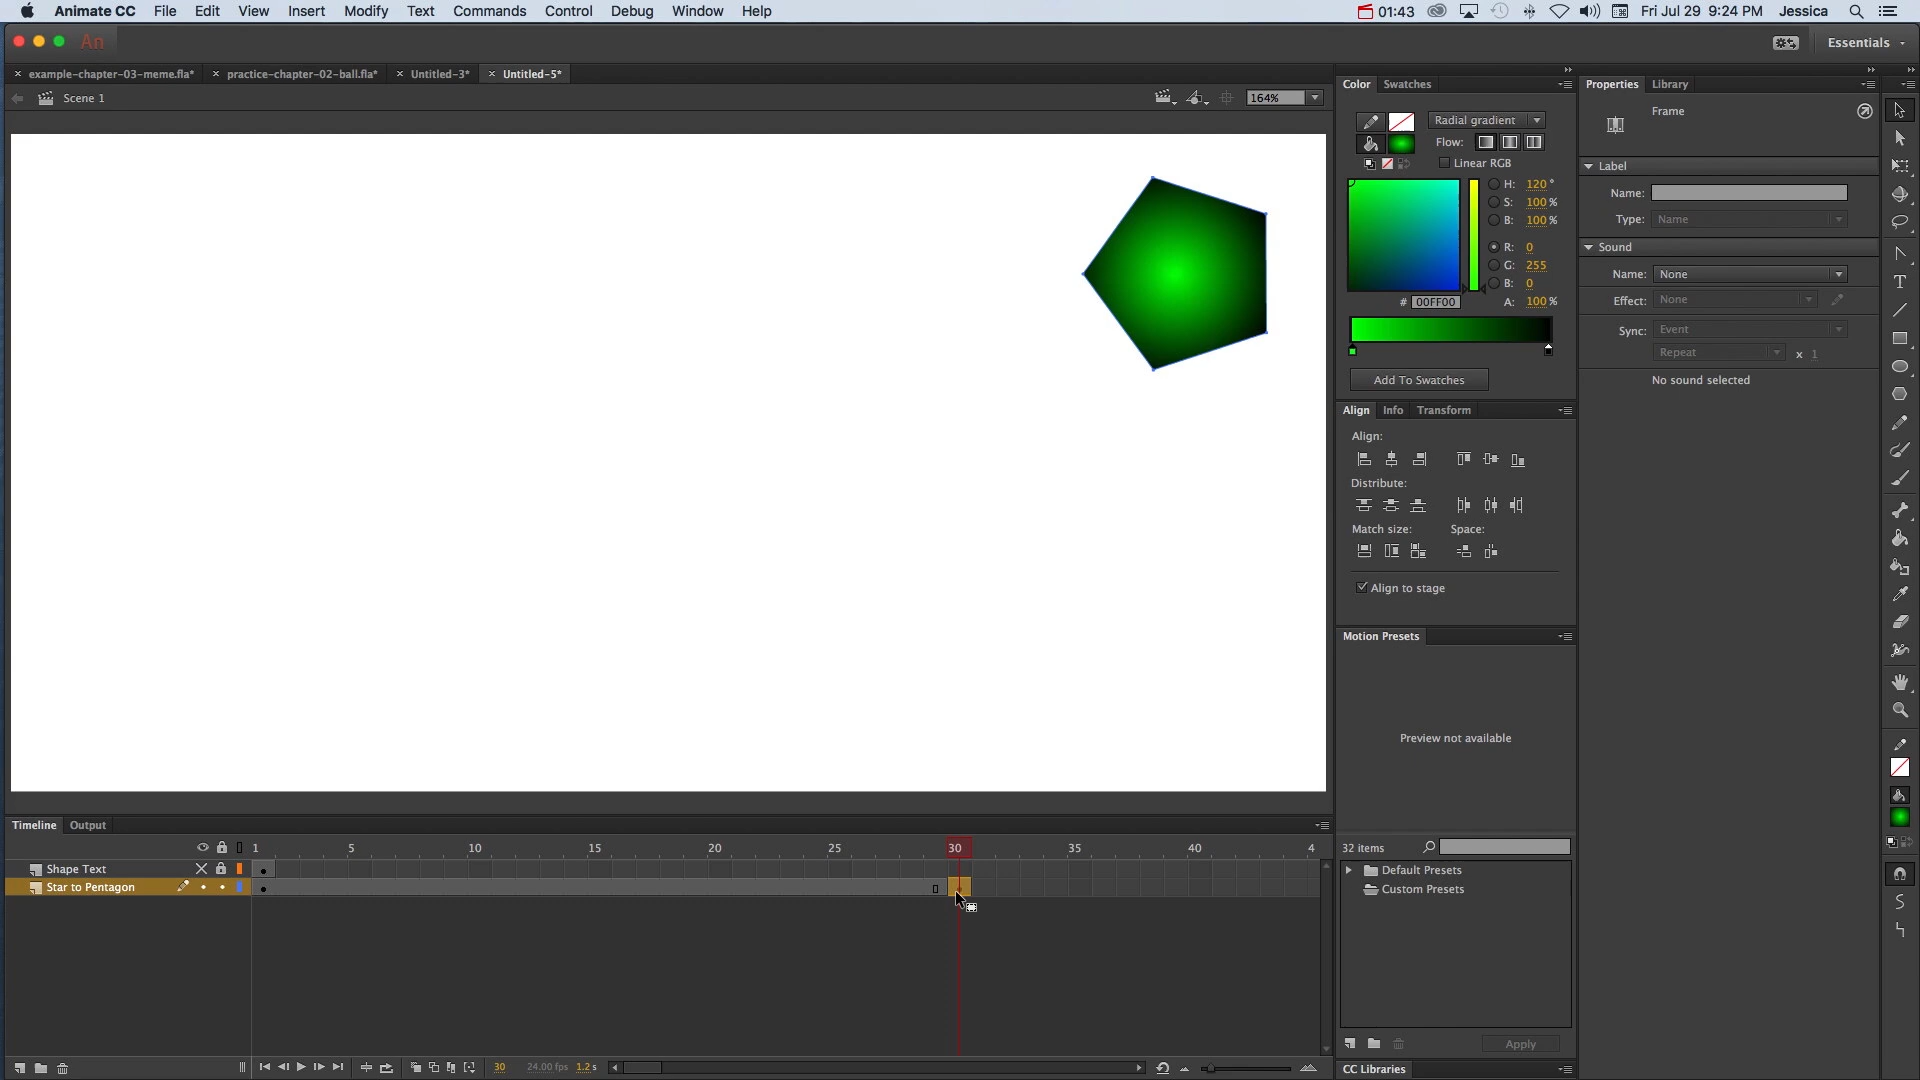 Animate CC File Edit View Insert Modify Text Commands Control Debug Window Help 01:43 Fri Jul 29 9:24 PM Jessica
An Essentials
example-chapter-03-meme.fla* practice-chapter-02-ball.fla* Untitled-3* Untitled-5*
Scene 1 164%
Color Swatches
Radial gradient
Flow:
Linear RGB
H: 120 °
S: 100 %
B: 100 %
R: 0
G: 255
B: 0
# 00FF00 A: 100 %
Add To Swatches
Align Info Transform
Align:
Distribute:
Match size: Space:
Align to stage
Motion Presets
Preview not available
32 items
Default Presets
Custom Presets
Apply
CC Libraries
Properties Library
Frame
Label
Name:
Type: Name
Sound
Name: None
Effect: None
Sync: Event
Repeat x 1
No sound selected
Timeline Output
1 5 10 15 20 25 30 35 40 4
Shape Text
Star to Pentagon
30 24.00 fps 1.2 s